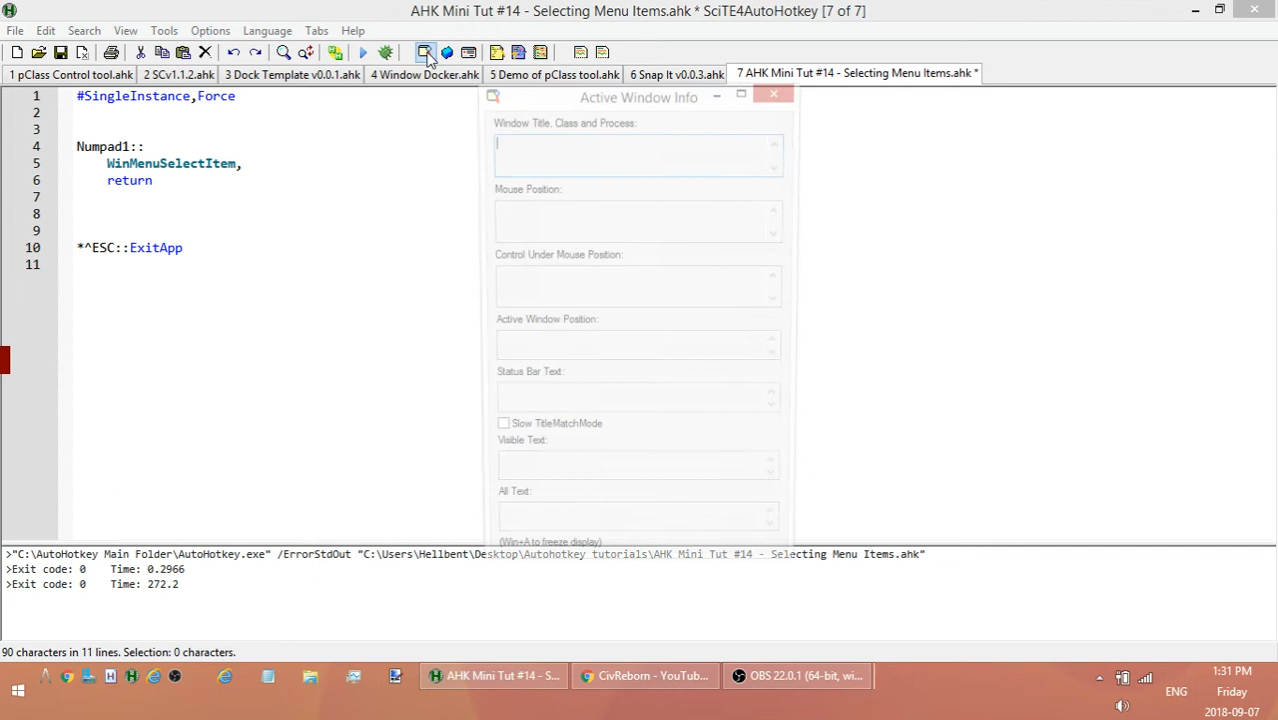 AHK Mini Tut #14 - Selecting Menu Items.ahk * SciTE4AutoHotkey [7 of 7]
File Edit Search View Tools Options Language Tabs Help
1 pClass Control tool.ahk 2 SCv1.1.2.ahk 3 Dock Template v0.0.1.ahk 4 Window Docker.ahk 5 Demo of pClass tool.ahk 6 Snap It v0.0.3.ahk 7 AHK Mini Tut #14 - Selecting Menu Items.ahk *
1 #SingleInstance,Force
2
3
4 Numpad1::
5 WinMenuSelectItem,
6 return
7
8
9
10 *^ESC::ExitApp
11
Active Window Info
Window Title, Class and Process:
Mouse Position:
Control Under Mouse Position:
Active Window Position:
Status Bar Text:
Slow TitleMatchMode
Visible Text:
All Text:
(Win+A to freeze display)
>"C:\AutoHotkey Main Folder\AutoHotkey.exe" /ErrorStdOut "C:\Users\Hellbent\Desktop\Autohotkey tutorials\AHK Mini Tut #14 - Selecting Menu Items.ahk"
>Exit code: 0 Time: 0.2966
>Exit code: 0 Time: 272.2
90 characters in 11 lines. Selection: 0 characters.
AHK Mini Tut #14 - S... CivReborn - YouTub... OBS 22.0.1 (64-bit, wi...
1:31 PM
ENG Friday
2018-09-07